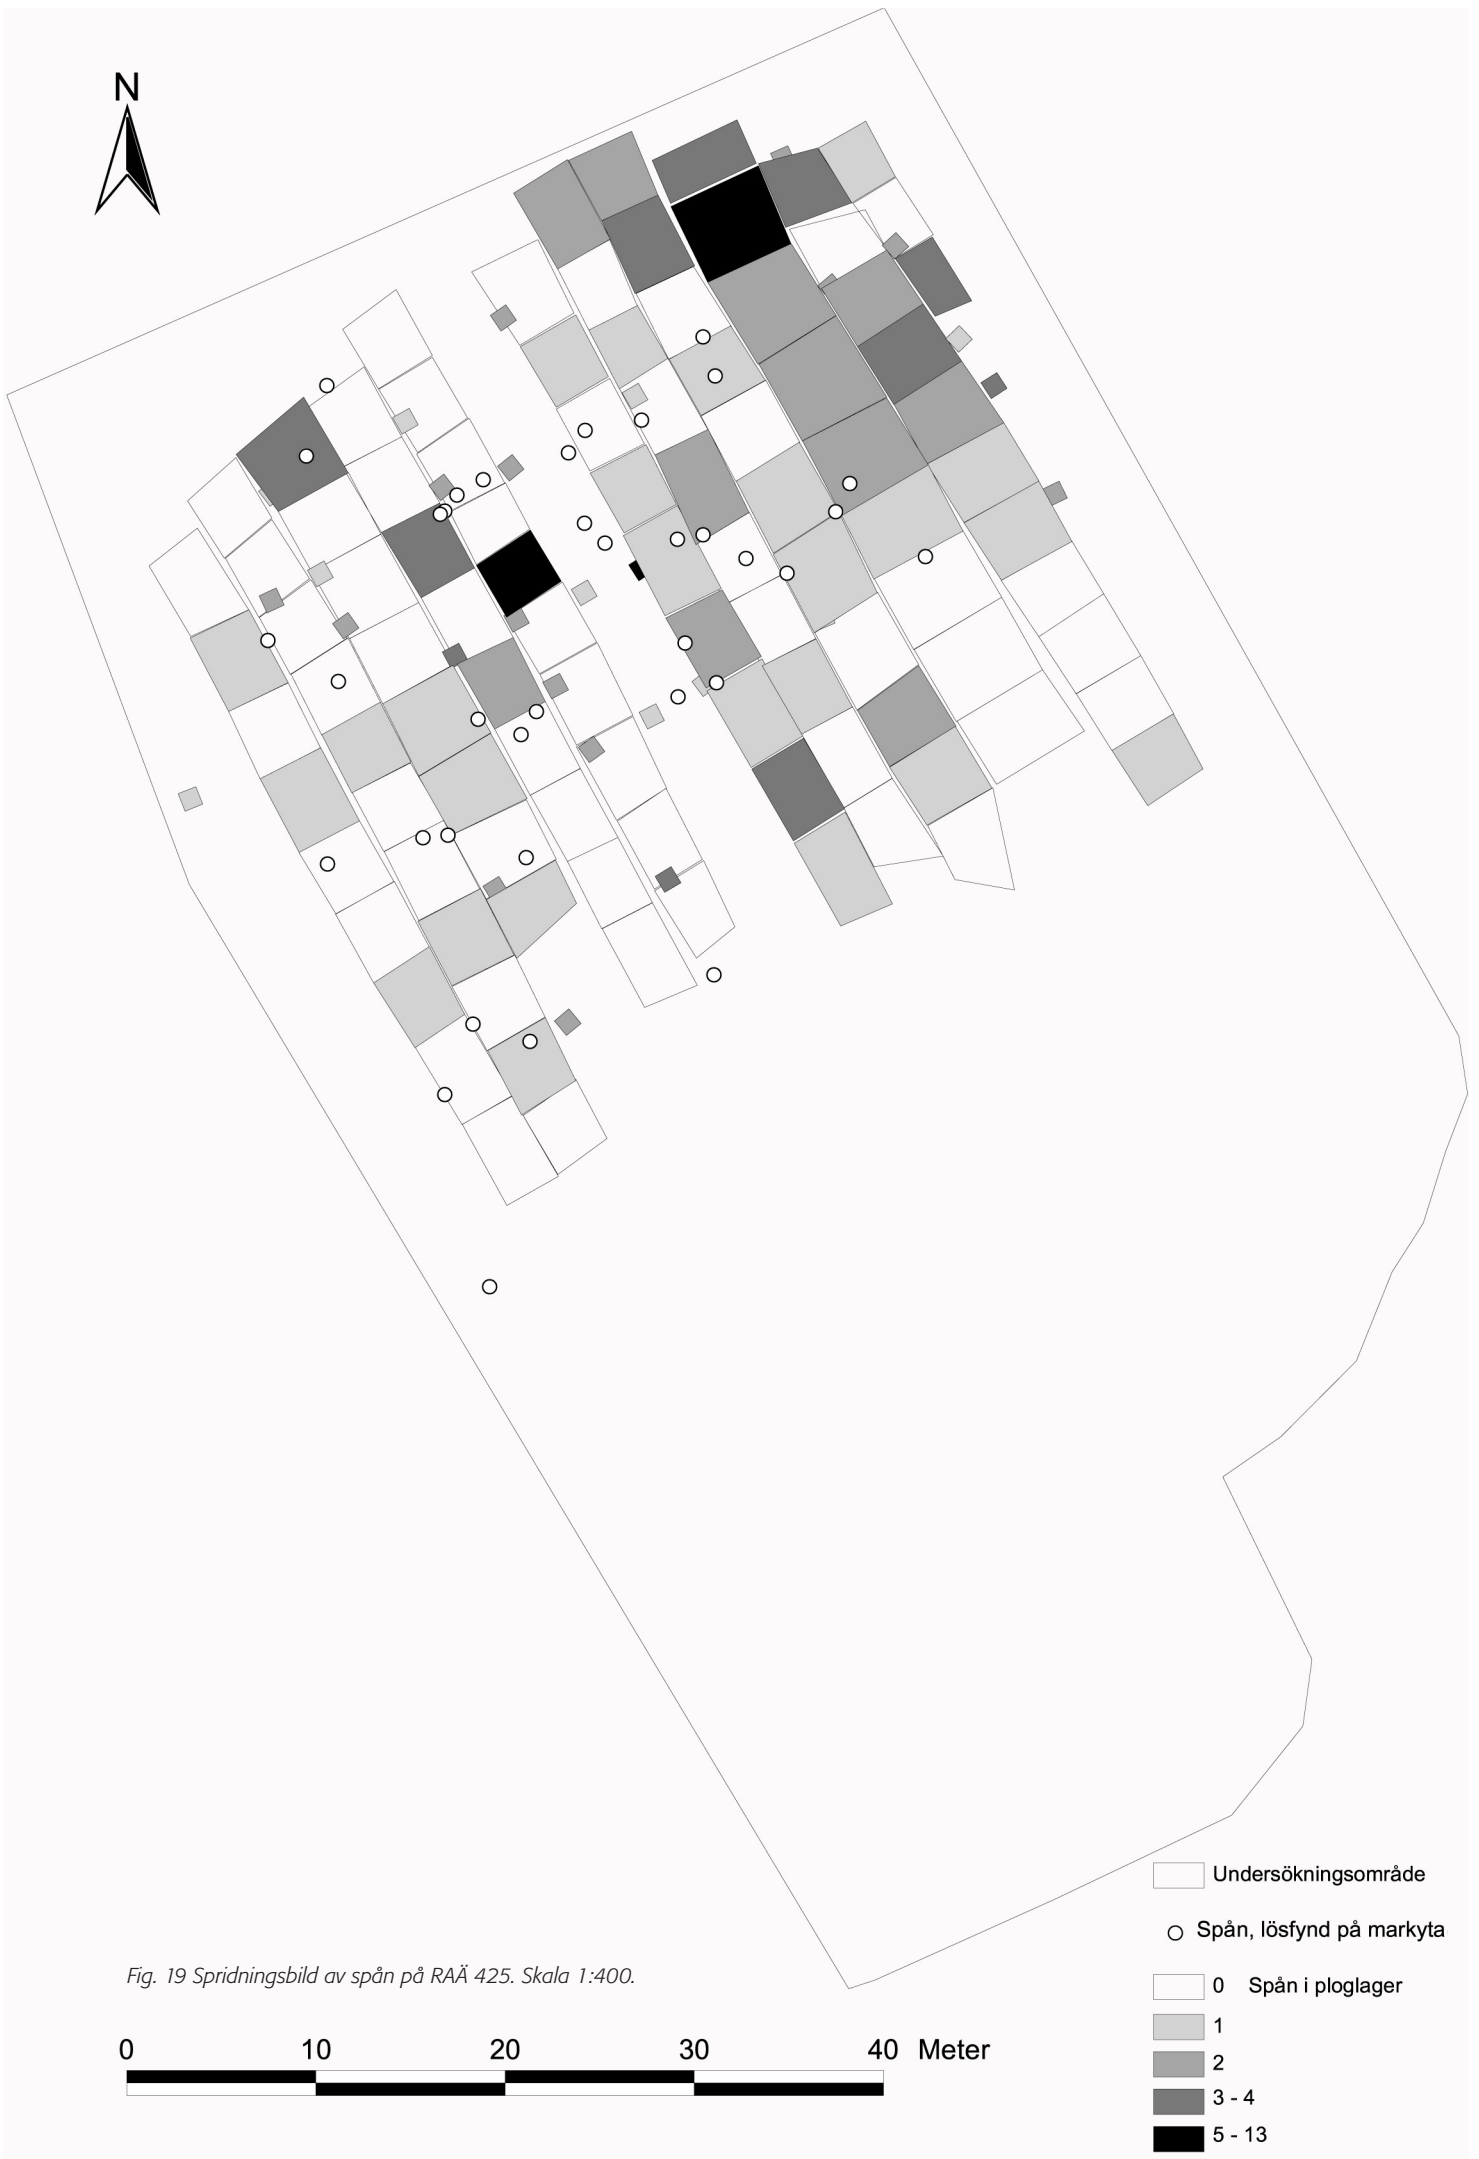 N
Undersökningsområde
Spån, lösfynd på markyta
0 Spån i ploglager
1
2
3 - 4
5 - 13
Fig. 19 Spridningsbild av spån på RAÄ 425. Skala 1:400.
0 10 20 30 40 Meter